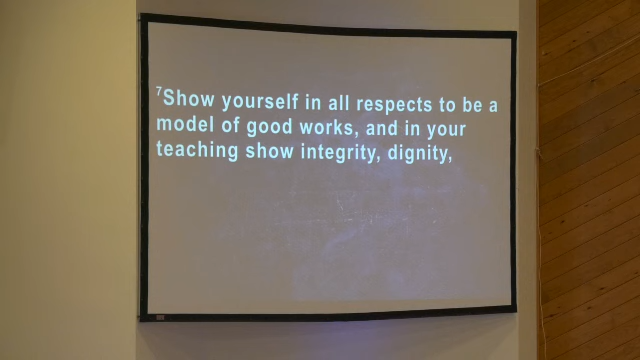 ⁷Show yourself in all respects to be a
model of good works, and in your
teaching show integrity, dignity,